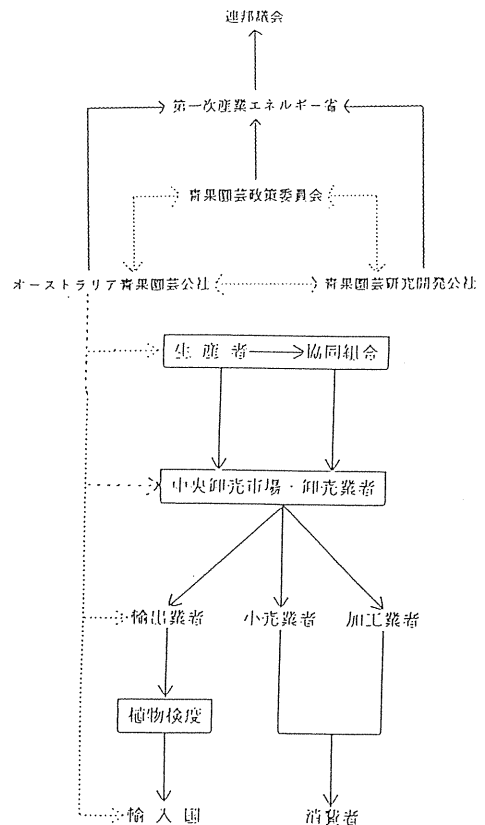 連邦議会
第一次産業エネルギー省
青果園芸政策委員会
オーストラリア青果園芸公社
青果園芸研究開発公社
生産者
協同組合
中央卸売市場・卸売業者
輸出業者
小売業者
加工業者
植物検疫
輸入国
消費者